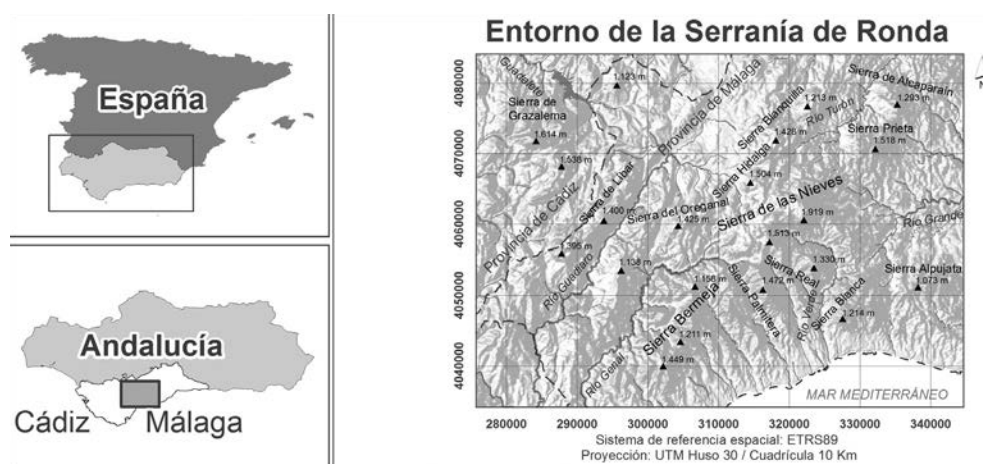 España
Andalucía
Cádiz
Málaga
Entorno de la Serranía de Ronda
4080000
4070000
4060000
4050000
4040000
Guadalete
1.123 m
Provincia de Málaga
Sierra Blanquilla
1.213 m
Río Turón
Sierra de Alcaparaín
1.293 m
Sierra de
Grazalema
1.614 m
1.426 m
Sierra Prieta
1.518 m
1.536 m
Sierra Hidalga
1.504 m
Provincia de Cádiz
Sierra de Líbar
1.400 m
Sierra del Oreganal
1.425 m
Sierra de las Nieves
1.919 m
Río Grande
1.395 m
Río Guadiaro
1.138 m
1.513 m
1.330 m
Sierra Real
1.472 m
Sierra Alpujata
1.073 m
1.156 m
Sierra Bermeja
Sierra Palmitera
Río Verde
Sierra Blanca
1.214 m
1.211 m
1.449 m
Río Genal
MAR MEDITERRÁNEO
280000 290000 300000 310000 320000 330000 340000
Sistema de referencia espacial: ETRS89
Proyección: UTM Huso 30 / Cuadrícula 10 Km